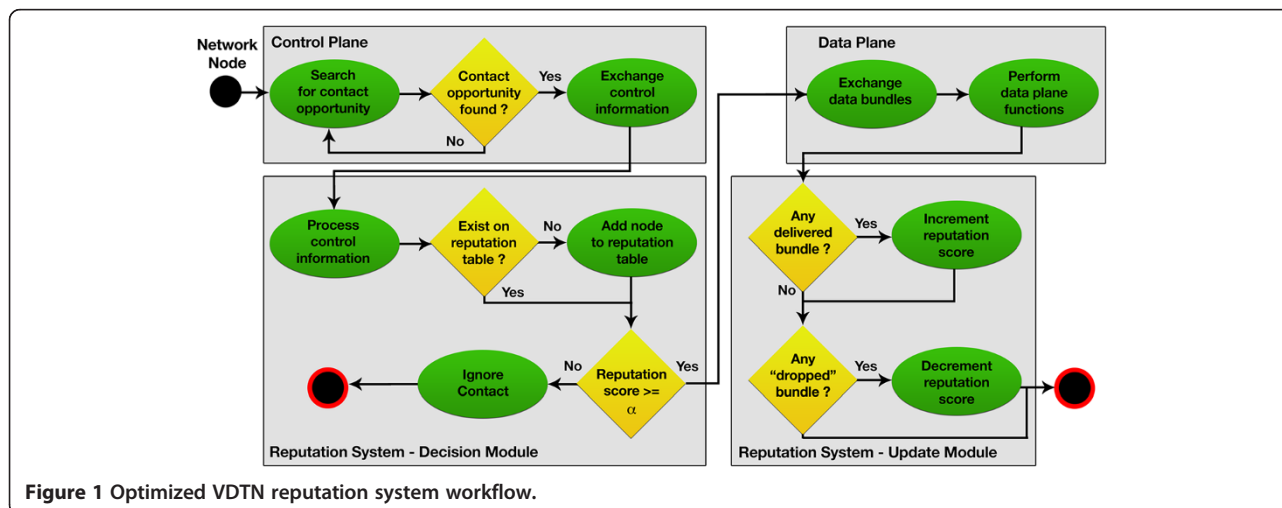 Network
Node
Control Plane
Search
for contact
opportunity
Contact
opportunity
found ?
Yes
No
Exchange
control
information
Data Plane
Exchange
data bundles
Perform
data plane
functions
Process
control
information
Exist on
reputation
table ?
No
Yes
Add node
to reputation
table
Reputation
score >=
α
No
Yes
Ignore
Contact
Reputation System - Decision Module
Any
delivered
bundle ?
Yes
No
Increment
reputation
score
Any
“dropped”
bundle ?
Yes
Decrement
reputation
score
Reputation System - Update Module
Figure 1 Optimized VDTN reputation system workflow.